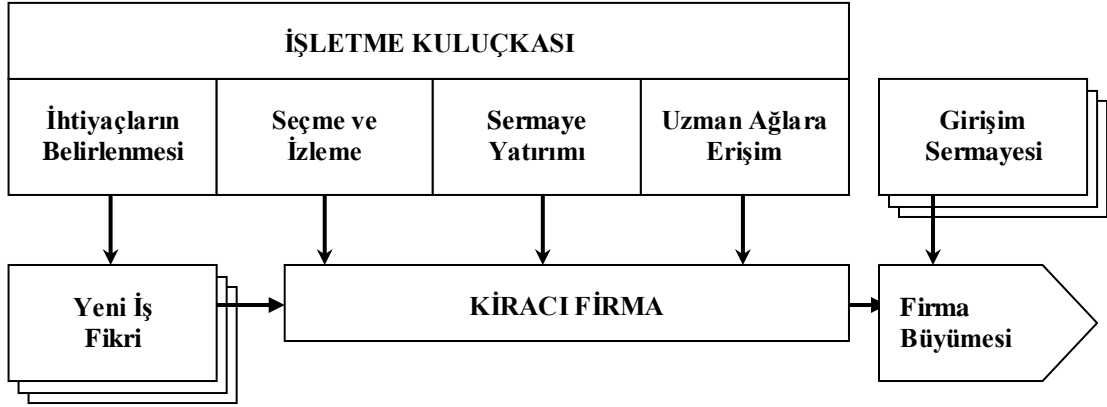 İŞLETME KULUÇKASI
İhtiyaçların
Belirlenmesi
Seçme ve
İzleme
Sermaye
Yatırımı
Uzman Ağlara
Erişim
Girişim
Sermayesi
Yeni İş
Fikri
KİRACI FİRMA
Firma
Büyümesi